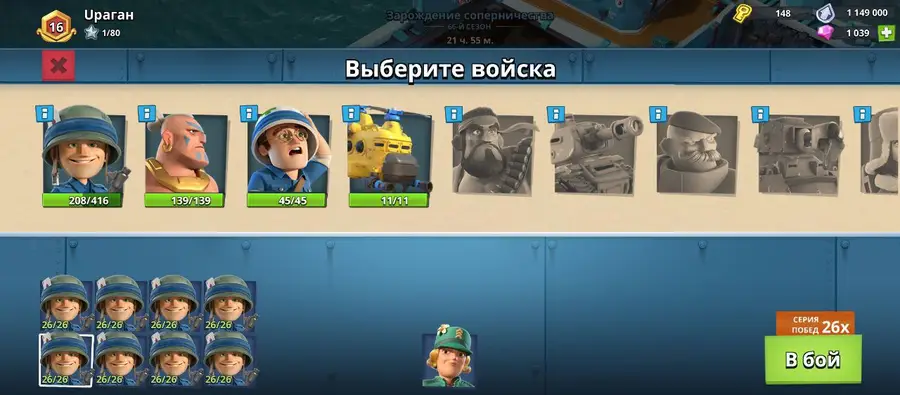 16
Ураган
1/80
Зарождение соперничества
66-Й СЕЗОН
21 ч. 55 м.
148
1 149 000
1 039
Выберите войска
208/416
139/139
45/45
11/11
26/26
26/26
26/26
26/26
26/26
26/26
26/26
26/26
СЕРИЯ
ПОБЕД 26x
В бой